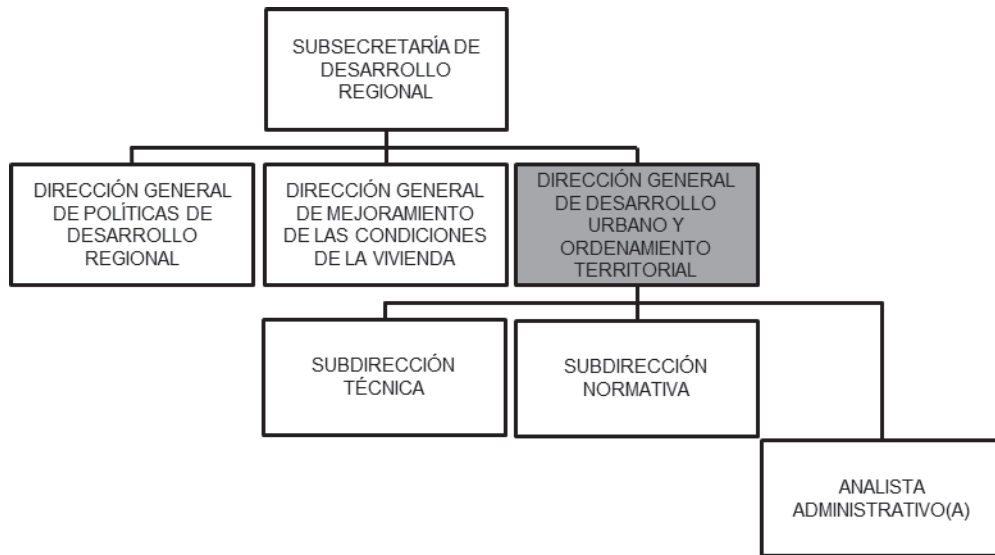 SUBSECRETARÍA DE
DESARROLLO
REGIONAL
DIRECCIÓN GENERAL
DE POLÍTICAS DE
DESARROLLO
REGIONAL
DIRECCIÓN GENERAL
DE MEJORAMIENTO
DE LAS CONDICIONES
DE LA VIVIENDA
DIRECCIÓN GENERAL
DE DESARROLLO
URBANO Y
ORDENAMIENTO
TERRITORIAL
SUBDIRECCIÓN
TÉCNICA
SUBDIRECCIÓN
NORMATIVA
ANALISTA
ADMINISTRATIVO(A)